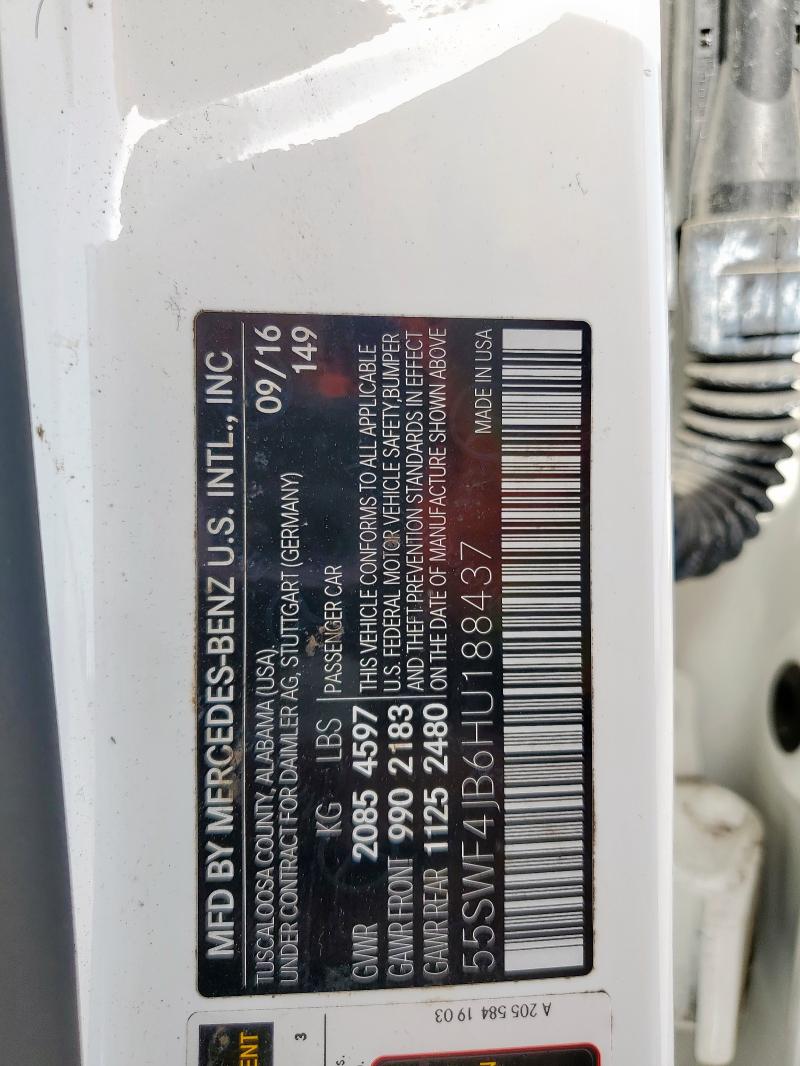 MFD BY MERCEDES-BENZ U.S. INTL., INC
TUSCALOOSA COUNTY, ALABAMA (USA) 09/16
UNDER CONTRACT FOR DAIMLER AG, STUTTGART (GERMANY) 149
KG LBS PASSENGER CAR
GVWR 2085 4597 THIS VEHICLE CONFORMS TO ALL APPLICABLE
GAWR FRONT 990 2183 U.S. FEDERAL MOTOR VEHICLE SAFETY,BUMPER
GAWR REAR 1125 2480 AND THEFT PREVENTION STANDARDS IN EFFECT
ON THE DATE OF MANUFACTURE SHOWN ABOVE
55SWF4JB6HU188437 MADE IN USA
A 205 584 19 03
3